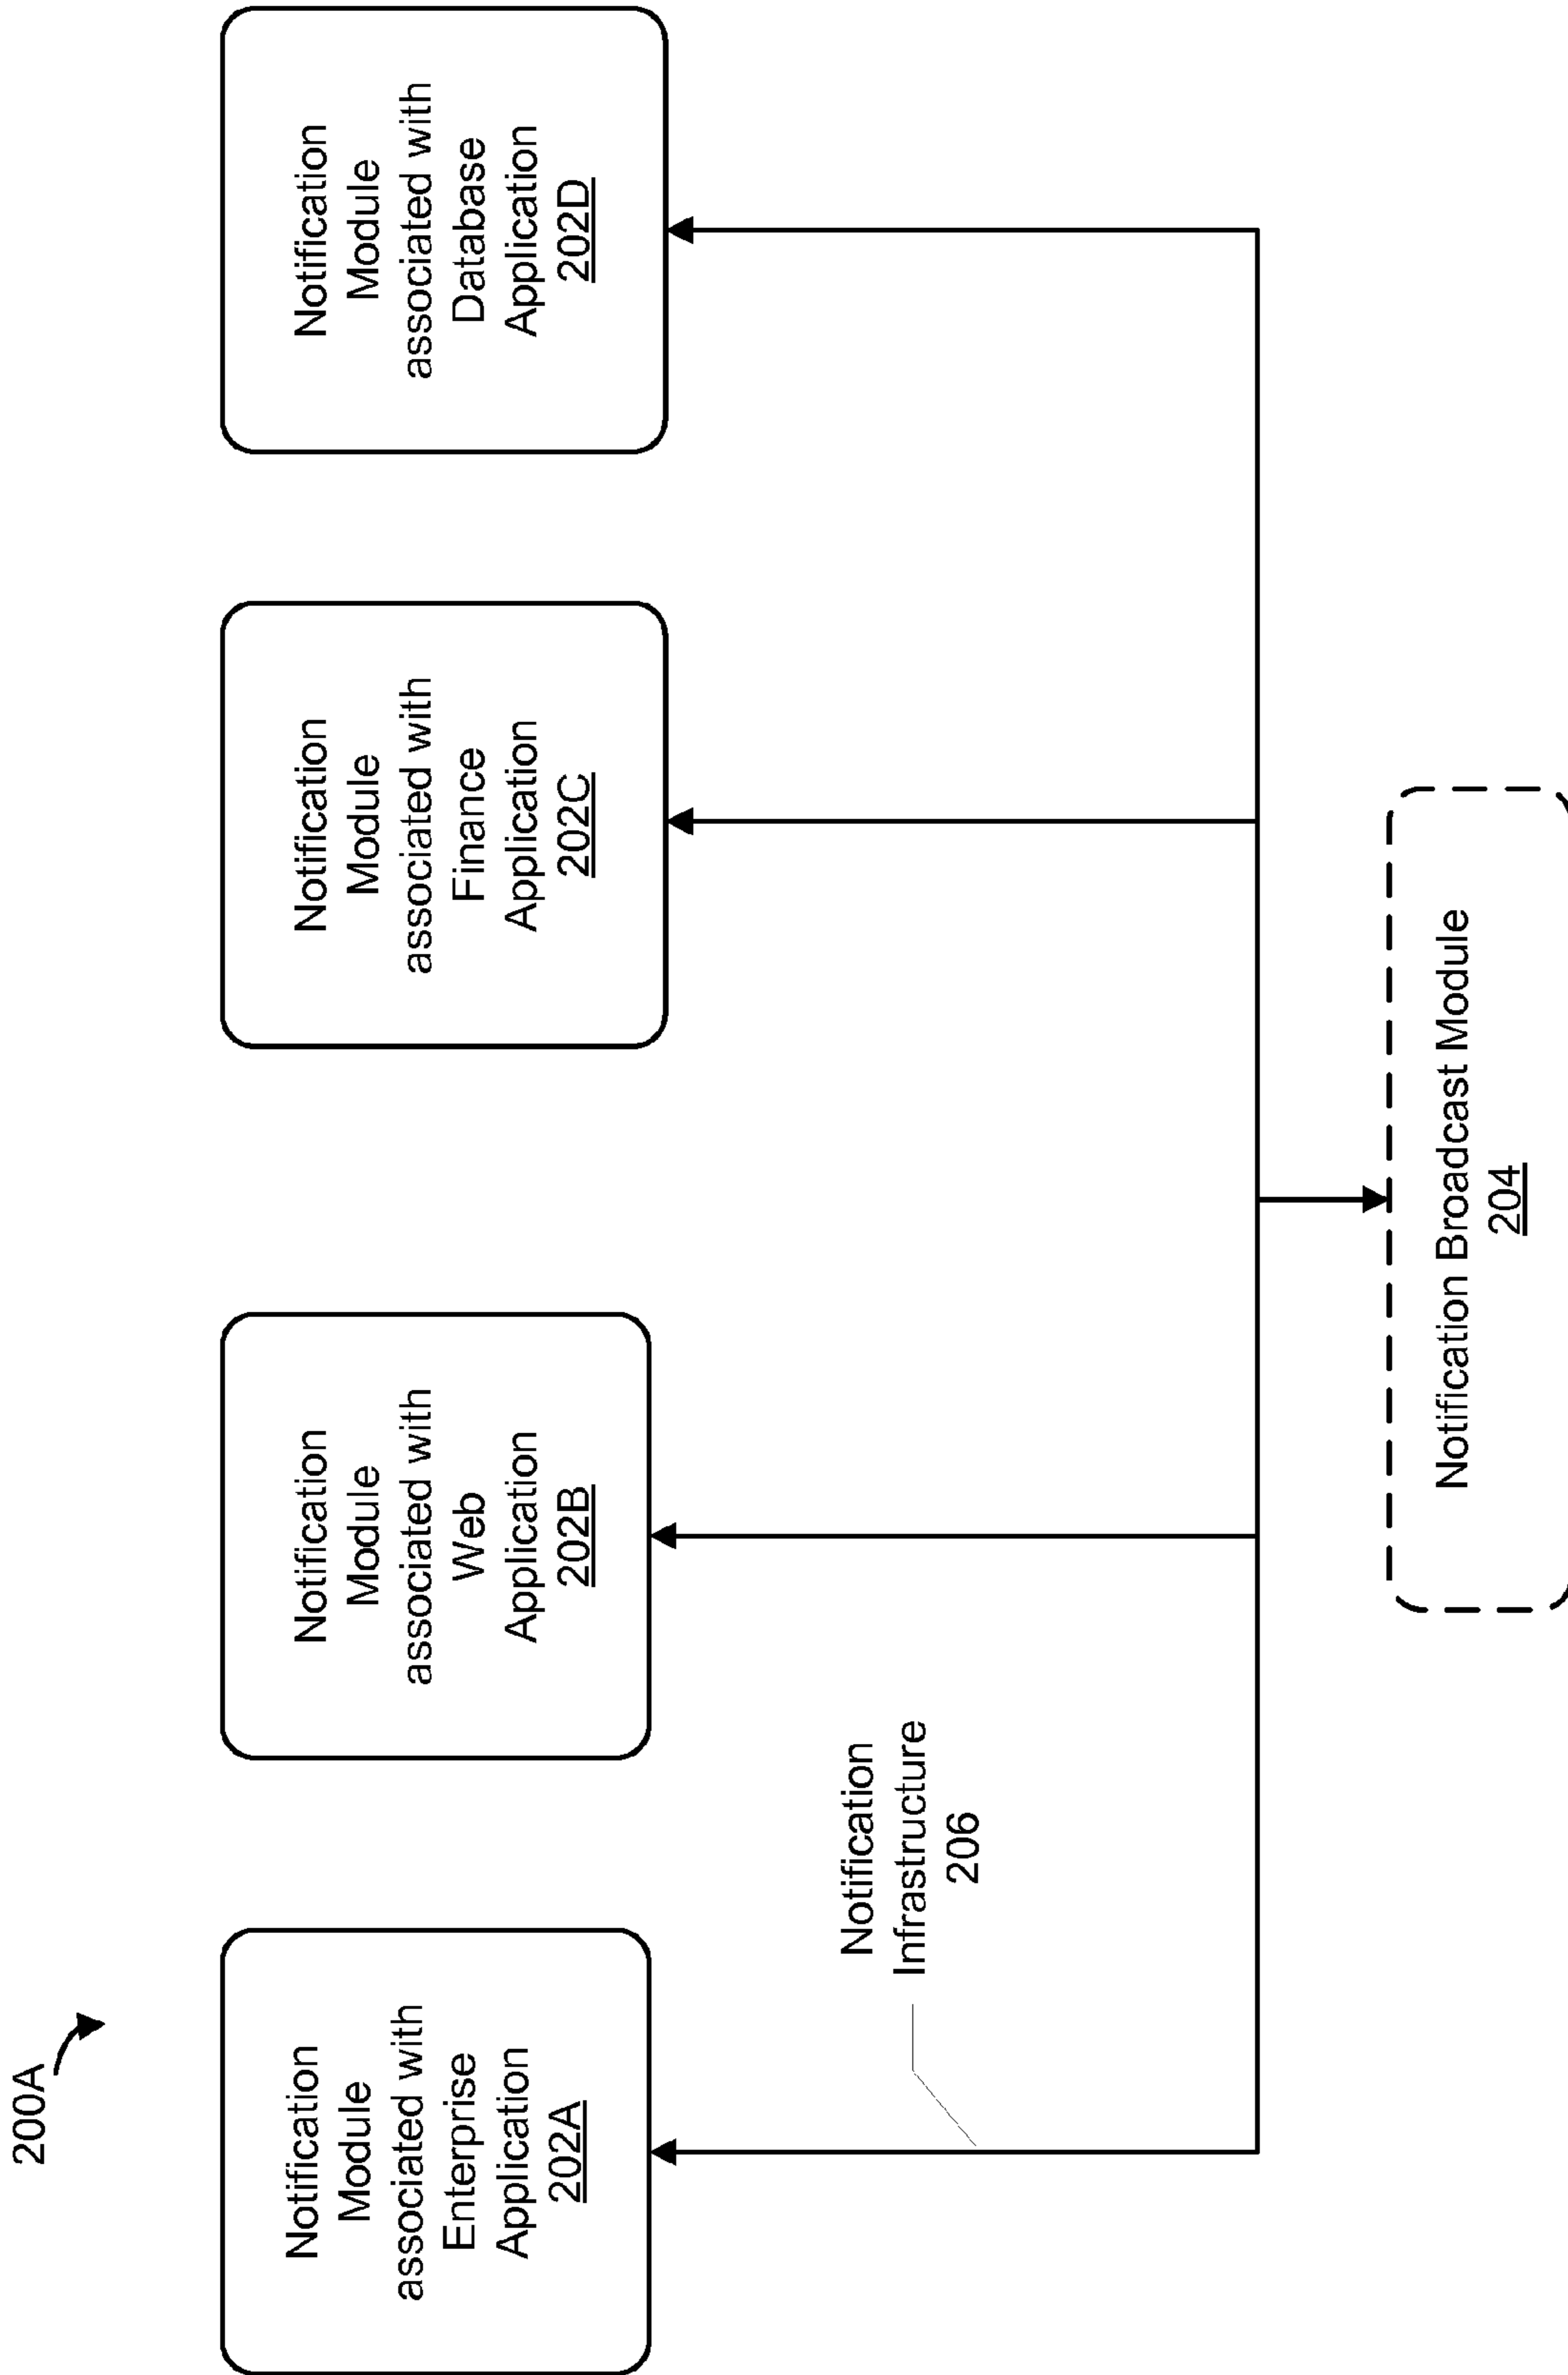 200A
Notification
Module
associated with
Enterprise
Application
202A
Notification
Module
associated with
Web
Application
202B
Notification
Module
associated with
Finance
Application
202C
Notification
Module
associated with
Database
Application
202D
Notification
Infrastructure
206
Notification Broadcast Module
204